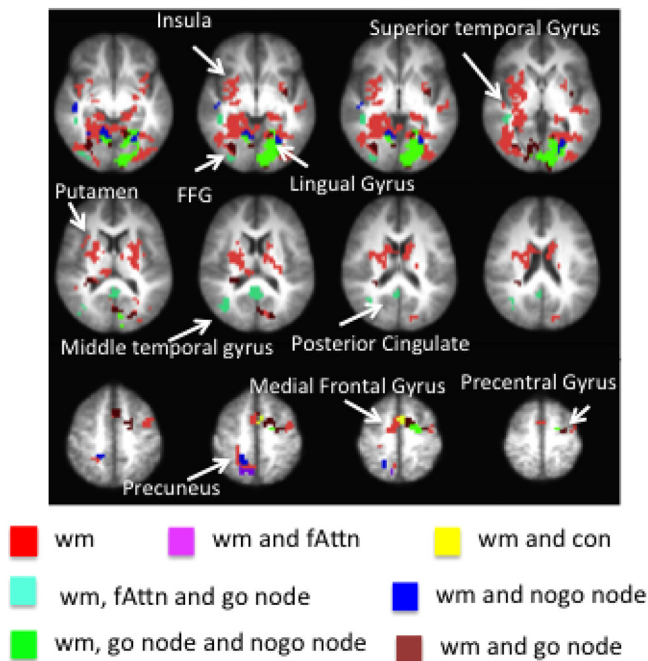 Insula
Superior temporal Gyrus
Putamen
FFG
Lingual Gyrus
Middle temporal gyrus
Posterior Cingulate
Medial Frontal Gyrus
Precentral Gyrus
Precuneus
wm
wm and fAttn
wm and con
wm, fAttn and go node
wm and nogo node
wm, go node and nogo node
wm and go node